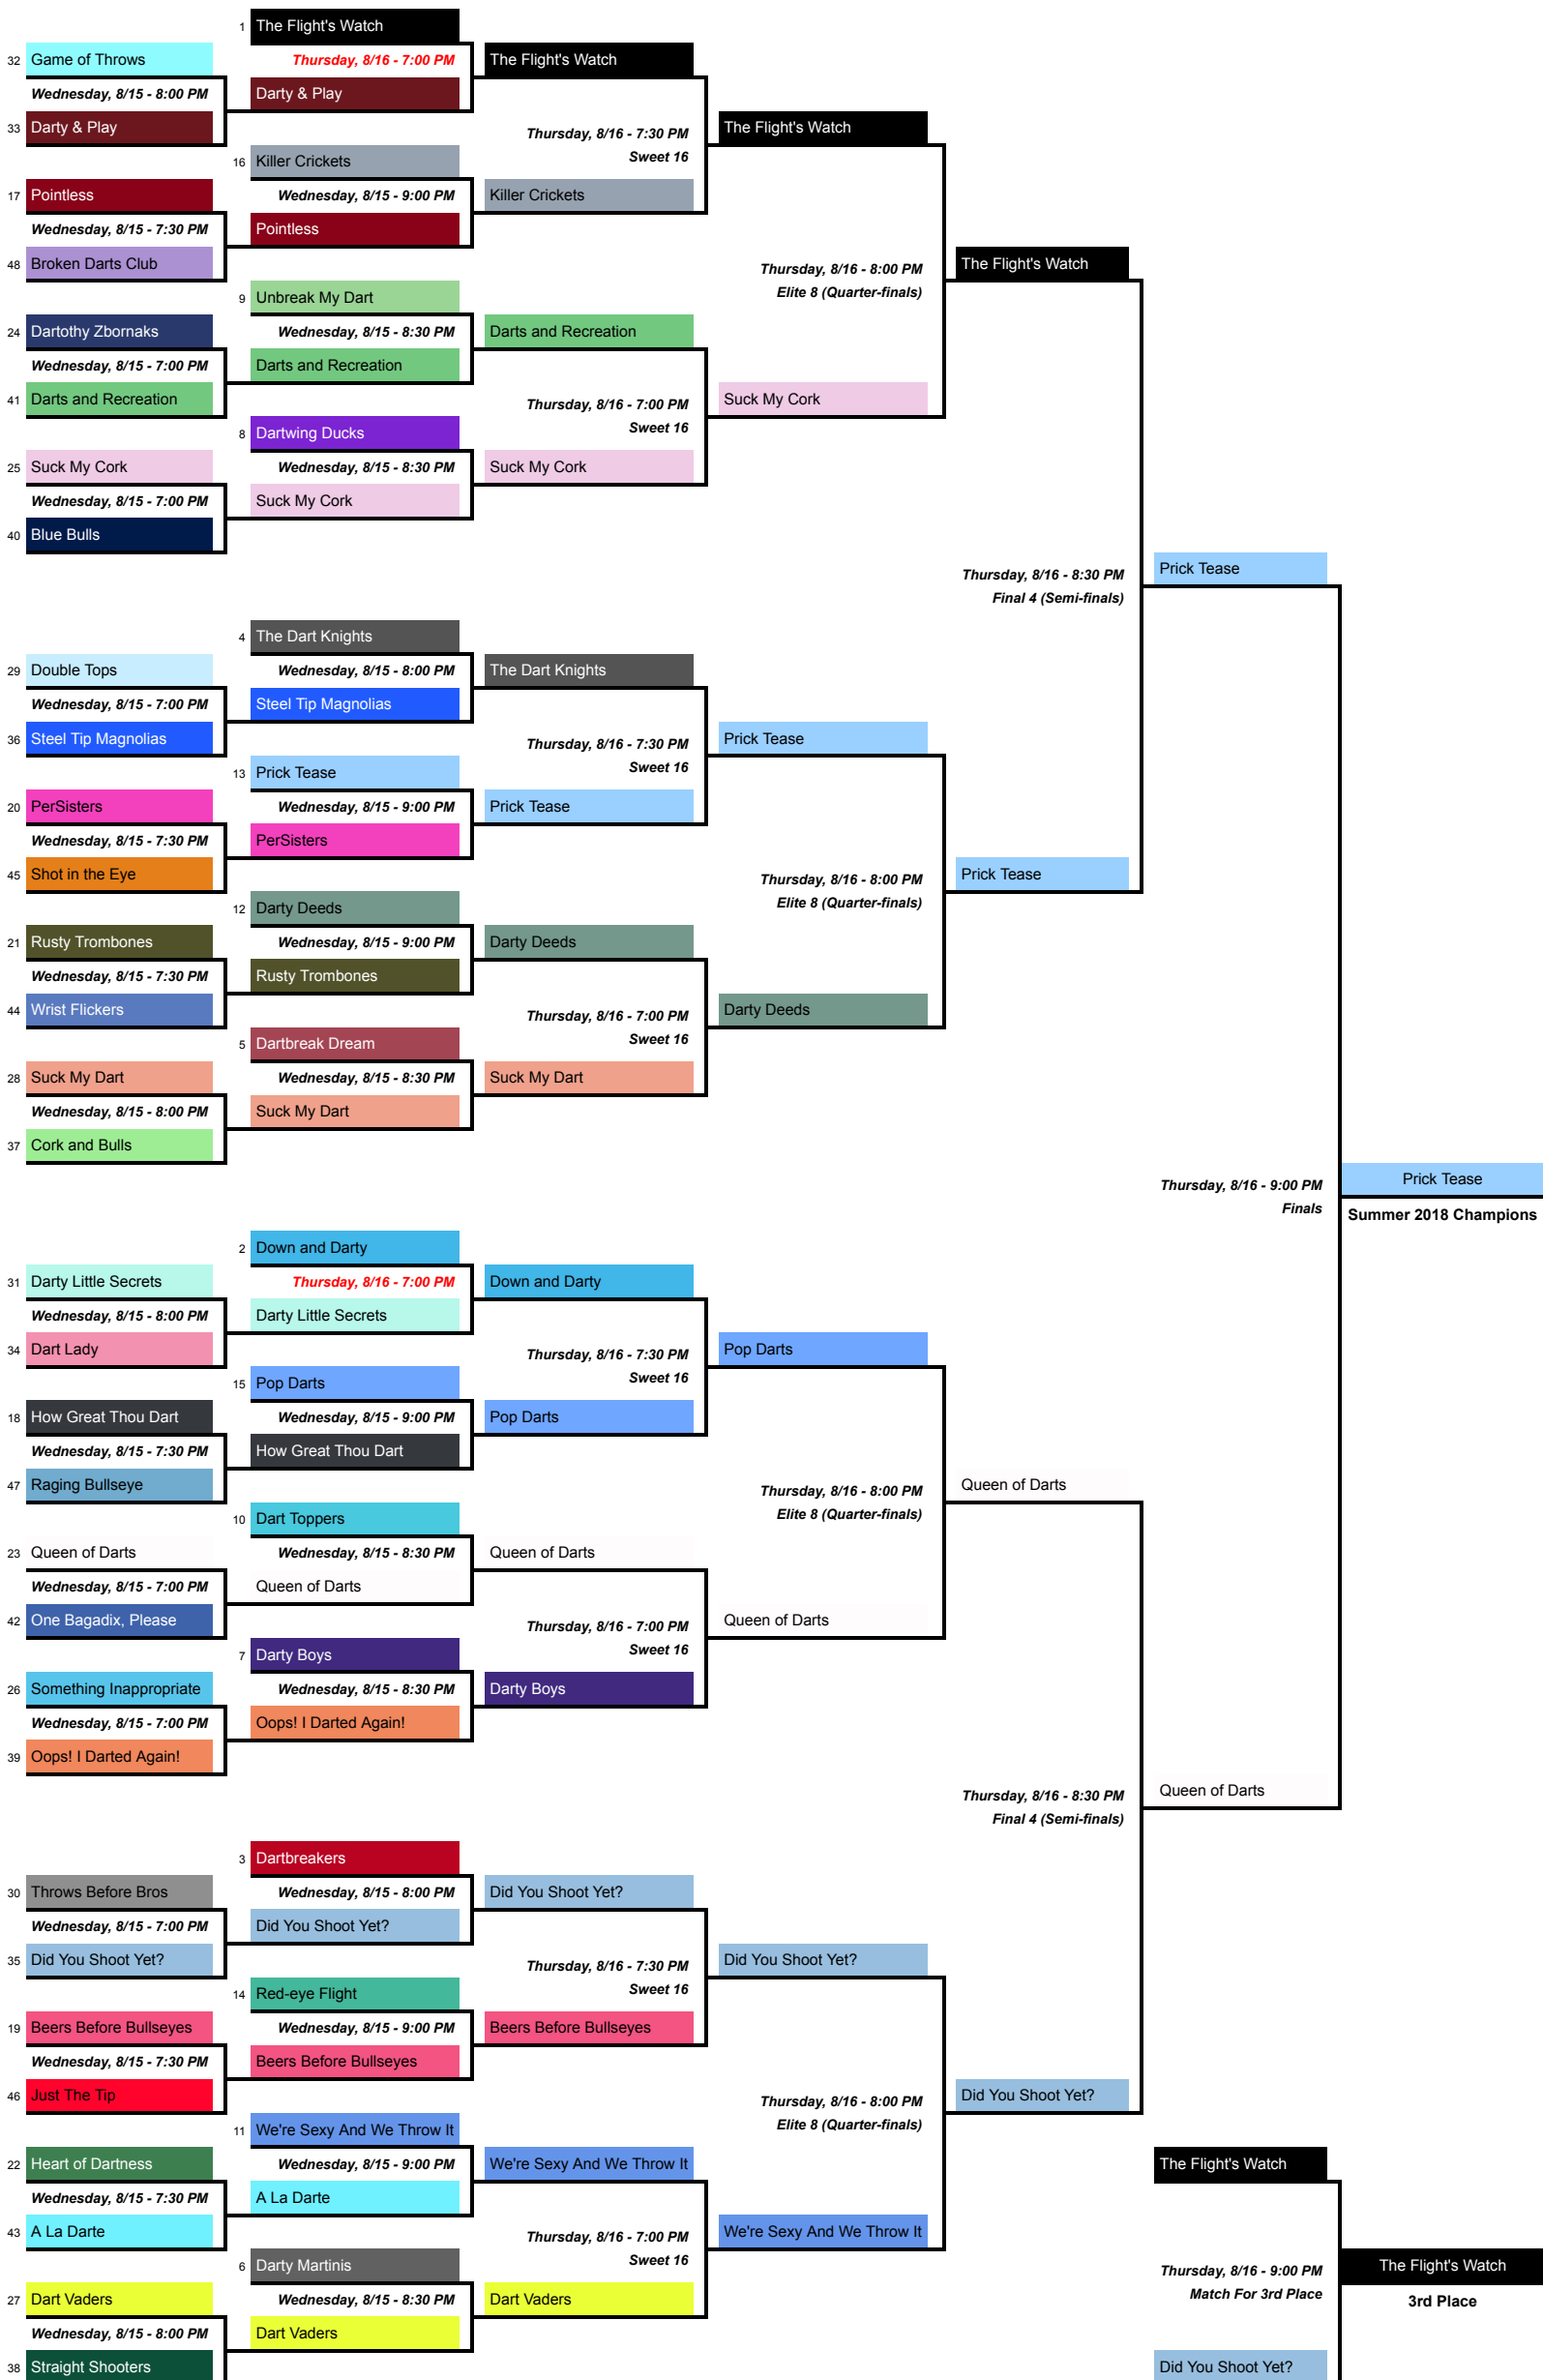 1 The Flight's Watch
32 Game of Throws
Thursday, 8/16 - 7:00 PM
The Flight's Watch
Wednesday, 8/15 - 8:00 PM
Darty & Play
33 Darty & Play
Thursday, 8/16 - 7:30 PM
The Flight's Watch
16 Killer Crickets
Sweet 16
17 Pointless
Wednesday, 8/15 - 9:00 PM
Killer Crickets
Wednesday, 8/15 - 7:30 PM
Pointless
48 Broken Darts Club
Thursday, 8/16 - 8:00 PM
The Flight's Watch
9 Unbreak My Dart
Elite 8 (Quarter-finals)
24 Dartothy Zbornaks
Wednesday, 8/15 - 8:30 PM
Darts and Recreation
Wednesday, 8/15 - 7:00 PM
Darts and Recreation
41 Darts and Recreation
Thursday, 8/16 - 7:00 PM
Suck My Cork
8 Dartwing Ducks
Sweet 16
25 Suck My Cork
Wednesday, 8/15 - 8:30 PM
Suck My Cork
Wednesday, 8/15 - 7:00 PM
Suck My Cork
40 Blue Bulls
Thursday, 8/16 - 8:30 PM
Prick Tease
Final 4 (Semi-finals)
4 The Dart Knights
29 Double Tops
Wednesday, 8/15 - 8:00 PM
The Dart Knights
Wednesday, 8/15 - 7:00 PM
Steel Tip Magnolias
36 Steel Tip Magnolias
Thursday, 8/16 - 7:30 PM
Prick Tease
13 Prick Tease
Sweet 16
20 PerSisters
Wednesday, 8/15 - 9:00 PM
Prick Tease
Wednesday, 8/15 - 7:30 PM
PerSisters
45 Shot in the Eye
Thursday, 8/16 - 8:00 PM
Prick Tease
12 Darty Deeds
Elite 8 (Quarter-finals)
21 Rusty Trombones
Wednesday, 8/15 - 9:00 PM
Darty Deeds
Wednesday, 8/15 - 7:30 PM
Rusty Trombones
44 Wrist Flickers
Thursday, 8/16 - 7:00 PM
Darty Deeds
5 Dartbreak Dream
Sweet 16
28 Suck My Dart
Wednesday, 8/15 - 8:30 PM
Suck My Dart
Wednesday, 8/15 - 8:00 PM
Suck My Dart
37 Cork and Bulls
Thursday, 8/16 - 9:00 PM
Prick Tease
Finals
Summer 2018 Champions
2 Down and Darty
31 Darty Little Secrets
Thursday, 8/16 - 7:00 PM
Down and Darty
Wednesday, 8/15 - 8:00 PM
Darty Little Secrets
34 Dart Lady
Thursday, 8/16 - 7:30 PM
Pop Darts
15 Pop Darts
Sweet 16
18 How Great Thou Dart
Wednesday, 8/15 - 9:00 PM
Pop Darts
Wednesday, 8/15 - 7:30 PM
How Great Thou Dart
47 Raging Bullseye
Thursday, 8/16 - 8:00 PM
Queen of Darts
10 Dart Toppers
Elite 8 (Quarter-finals)
23 Queen of Darts
Wednesday, 8/15 - 8:30 PM
Queen of Darts
Wednesday, 8/15 - 7:00 PM
Queen of Darts
42 One Bagadix, Please
Thursday, 8/16 - 7:00 PM
Queen of Darts
7 Darty Boys
Sweet 16
26 Something Inappropriate
Wednesday, 8/15 - 8:30 PM
Darty Boys
Wednesday, 8/15 - 7:00 PM
Oops! I Darted Again!
39 Oops! I Darted Again!
Thursday, 8/16 - 8:30 PM
Queen of Darts
Final 4 (Semi-finals)
3 Dartbreakers
30 Throws Before Bros
Wednesday, 8/15 - 8:00 PM
Did You Shoot Yet?
Wednesday, 8/15 - 7:00 PM
Did You Shoot Yet?
35 Did You Shoot Yet?
Thursday, 8/16 - 7:30 PM
Did You Shoot Yet?
14 Red-eye Flight
Sweet 16
19 Beers Before Bullseyes
Wednesday, 8/15 - 9:00 PM
Beers Before Bullseyes
Wednesday, 8/15 - 7:30 PM
Beers Before Bullseyes
46 Just The Tip
Thursday, 8/16 - 8:00 PM
Did You Shoot Yet?
11 We're Sexy And We Throw It
Elite 8 (Quarter-finals)
22 Heart of Dartness
Wednesday, 8/15 - 9:00 PM
We're Sexy And We Throw It
The Flight's Watch
Wednesday, 8/15 - 7:30 PM
A La Darte
43 A La Darte
Thursday, 8/16 - 7:00 PM
We're Sexy And We Throw It
6 Darty Martinis
Sweet 16
Thursday, 8/16 - 9:00 PM
The Flight's Watch
27 Dart Vaders
Wednesday, 8/15 - 8:30 PM
Dart Vaders
Match For 3rd Place
3rd Place
Wednesday, 8/15 - 8:00 PM
Dart Vaders
38 Straight Shooters
Did You Shoot Yet?